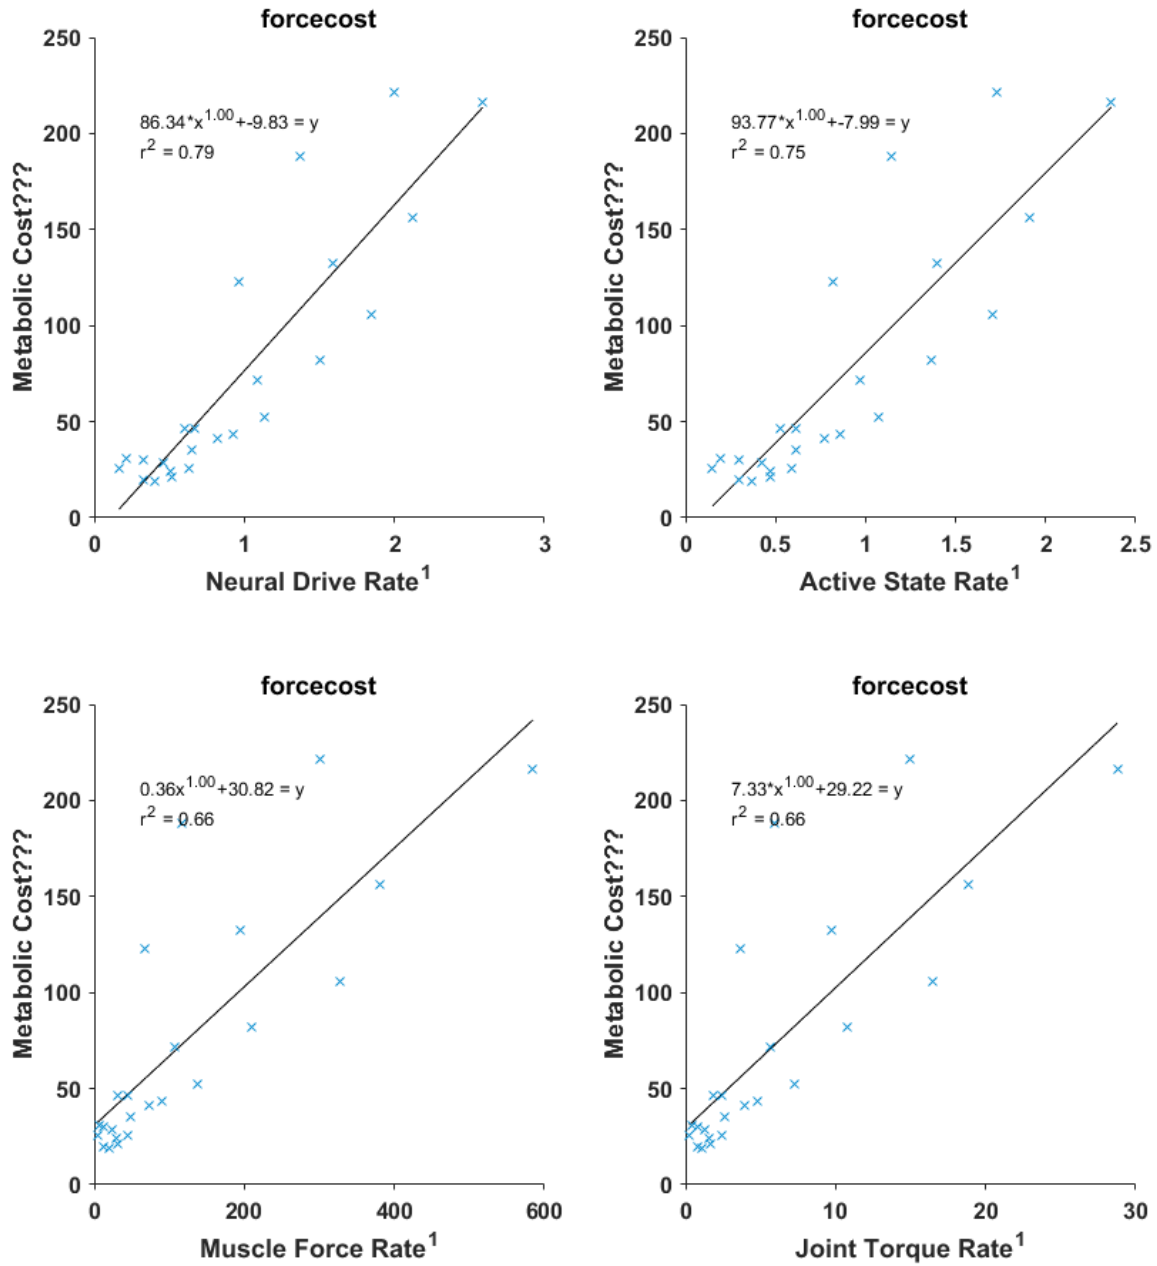 forcecost
250
200
150
100
50
0
Metabolic Cost???
86.34*x^1.00+-9.83 = y
r^2 = 0.79
0 1 2 3
Neural Drive Rate^1
forcecost
250
200
150
100
50
0
Metabolic Cost???
93.77*x^1.00+-7.99 = y
r^2 = 0.75
0 0.5 1 1.5 2 2.5
Active State Rate^1
forcecost
250
200
150
100
50
0
Metabolic Cost???
0.36x^1.00+30.82 = y
r^2 = 0.66
0 200 400 600
Muscle Force Rate^1
forcecost
250
200
150
100
50
0
Metabolic Cost???
7.33*x^1.00+29.22 = y
r^2 = 0.66
0 10 20 30
Joint Torque Rate^1